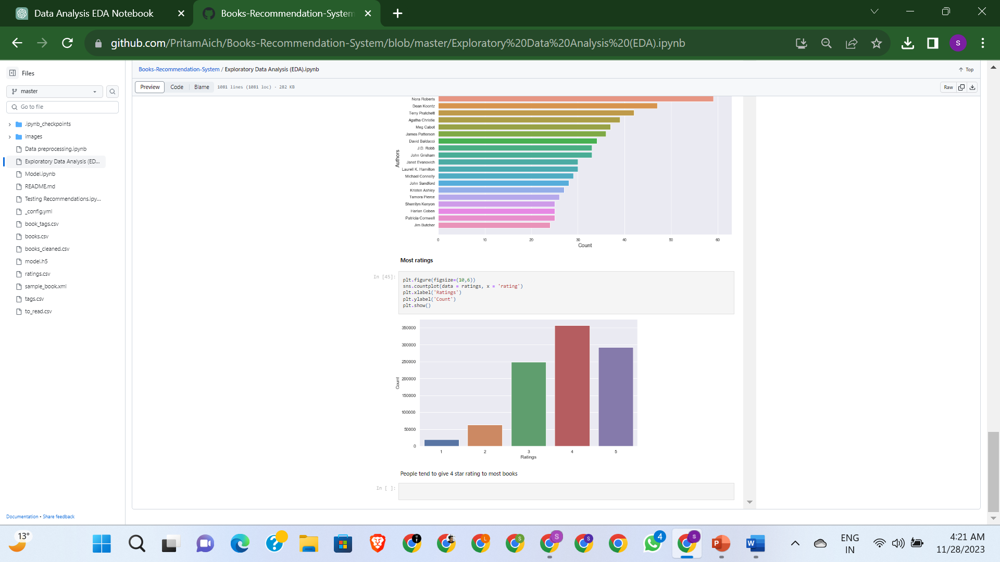 Data Analysis EDA Notebook
Books-Recommendation-System
github.com/PritamAich/Books-Recommendation-System/blob/master/Exploratory%20Data%20Analysis%20(EDA).ipynb
S
Files
master
Go to file
.ipynb_checkpoints
images
Data preprocessing.ipynb
Exploratory Data Analysis (ED...
Model.ipynb
README.md
Testing Recommendations.ipy...
_config.yml
book_tags.csv
books.csv
books_cleaned.csv
model.h5
ratings.csv
sample_book.xml
tags.csv
to_read.csv
Documentation • Share feedback
Books-Recommendation-System / Exploratory Data Analysis (EDA).ipynb
Top
Preview Code Blame 1081 lines (1081 loc) · 282 KB
Raw
Authors
Nora Roberts
Dean Koontz
Terry Pratchett
Agatha Christie
Meg Cabot
James Patterson
David Baldacci
J.D. Robb
John Grisham
Janet Evanovich
Laurell K. Hamilton
Michael Connelly
John Sandford
Kristen Ashley
Tamora Pierce
Sherrilyn Kenyon
Harlan Coben
Patricia Cornwell
Jim Butcher
0 10 20 30 40 50 60
Count
Most ratings
In [45]:
plt.figure(figsize=(10,6))
sns.countplot(data = ratings, x = 'rating')
plt.xlabel('Ratings')
plt.ylabel('Count')
plt.show()
350000
300000
250000
200000
150000
100000
50000
0
Count
1 2 3 4 5
Ratings
People tend to give 4 star rating to most books
In [ ]:
13°
4
ENG
IN
4:21 AM
11/28/2023